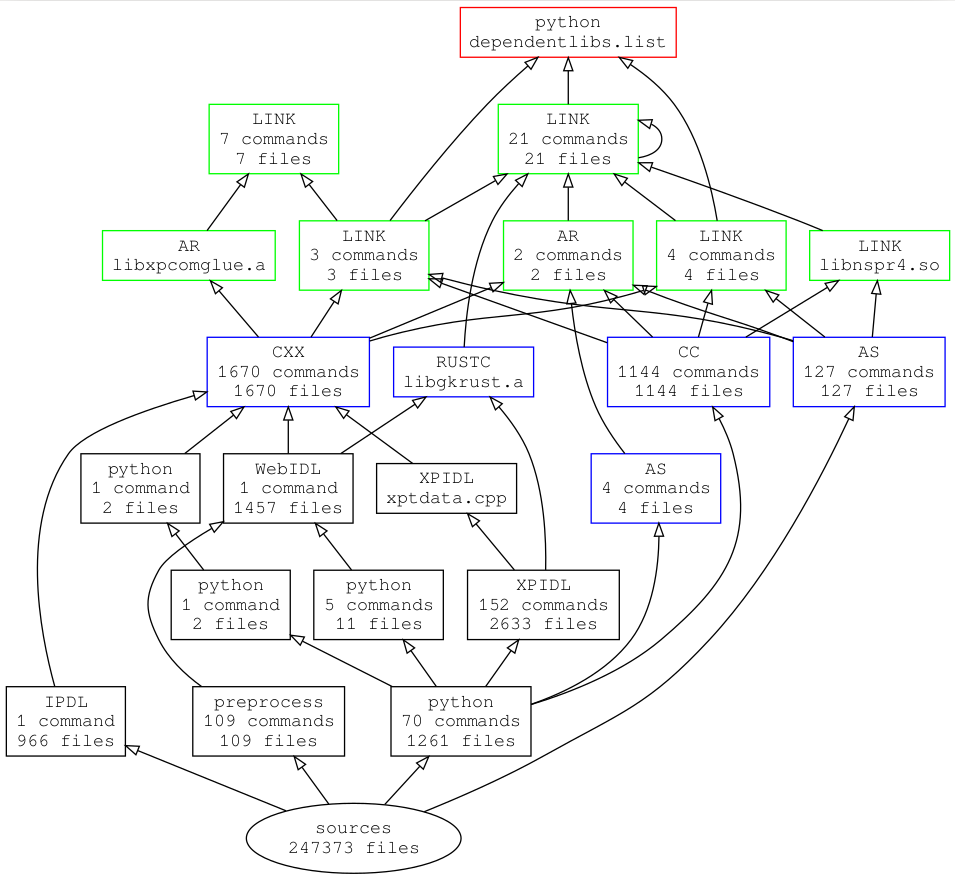 python
dependentlibs.list
LINK
7 commands
7 files
LINK
21 commands
21 files
AR
libxpcomglue.a
LINK
3 commands
3 files
AR
2 commands
2 files
LINK
4 commands
4 files
LINK
libnspr4.so
CXX
1670 commands
1670 files
RUSTC
libgkrust.a
CC
1144 commands
1144 files
AS
127 commands
127 files
python
1 command
2 files
WebIDL
1 command
1457 files
XPIDL
xptdata.cpp
AS
4 commands
4 files
python
1 command
2 files
python
5 commands
11 files
XPIDL
152 commands
2633 files
IPDL
1 command
966 files
preprocess
109 commands
109 files
python
70 commands
1261 files
sources
247373 files